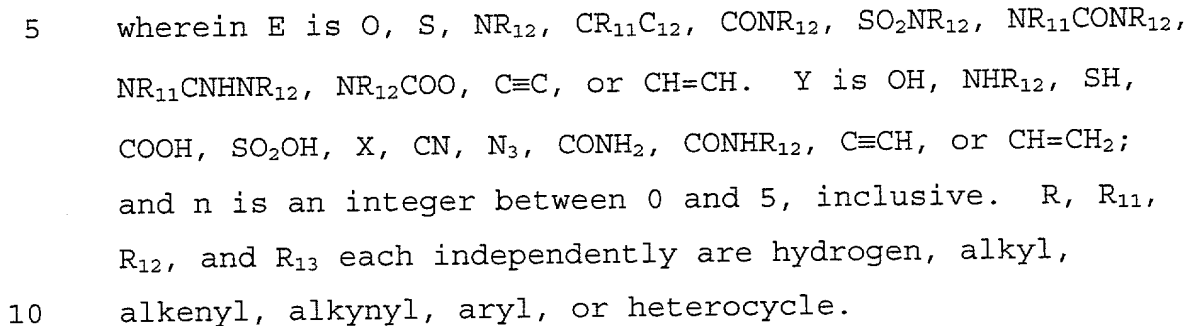 5 wherein E is O, S, NR₁₂, CR₁₁C₁₂, CONR₁₂, SO₂NR₁₂, NR₁₁CONR₁₂,
NR₁₁CNHNR₁₂, NR₁₂COO, C≡C, or CH=CH. Y is OH, NHR₁₂, SH,
COOH, SO₂OH, X, CN, N₃, CONH₂, CONHR₁₂, C≡CH, or CH=CH₂;
and n is an integer between 0 and 5, inclusive. R, R₁₁,
R₁₂, and R₁₃ each independently are hydrogen, alkyl,
10 alkenyl, alkynyl, aryl, or heterocycle.